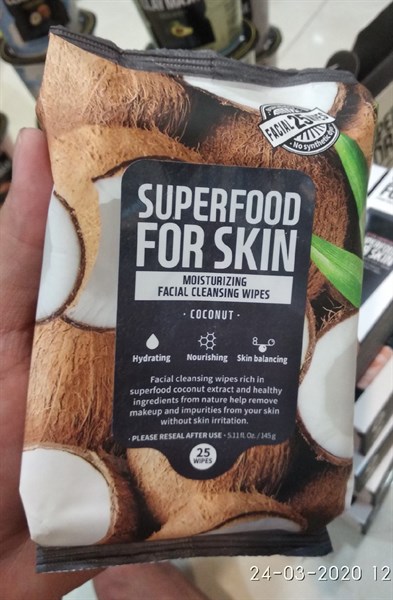 FACIAL 25 WIPES
SUPERFOOD
FOR SKIN
MOISTURIZING
FACIAL CLEANSING WIPES
· COCONUT ·
Hydrating
Nourishing
Skin balancing
Facial cleansing wipes rich in
superfood coconut extract and healthy
ingredients from nature help remove
makeup and impurities from your skin
without skin irritation.
· PLEASE RESEAL AFTER USE · 5.11 fl. Oz. / 145 g
25
WIPES
24-03-2020 12